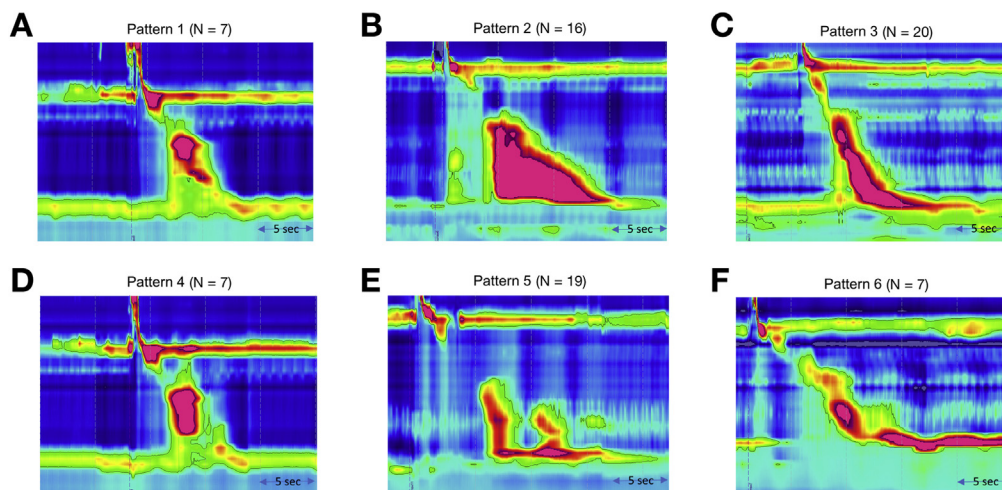 A
Pattern 1 (N = 7)
5 sec
B
Pattern 2 (N = 16)
5 sec
C
Pattern 3 (N = 20)
5 sec
D
Pattern 4 (N = 7)
5 sec
E
Pattern 5 (N = 19)
5 sec
F
Pattern 6 (N = 7)
5 sec